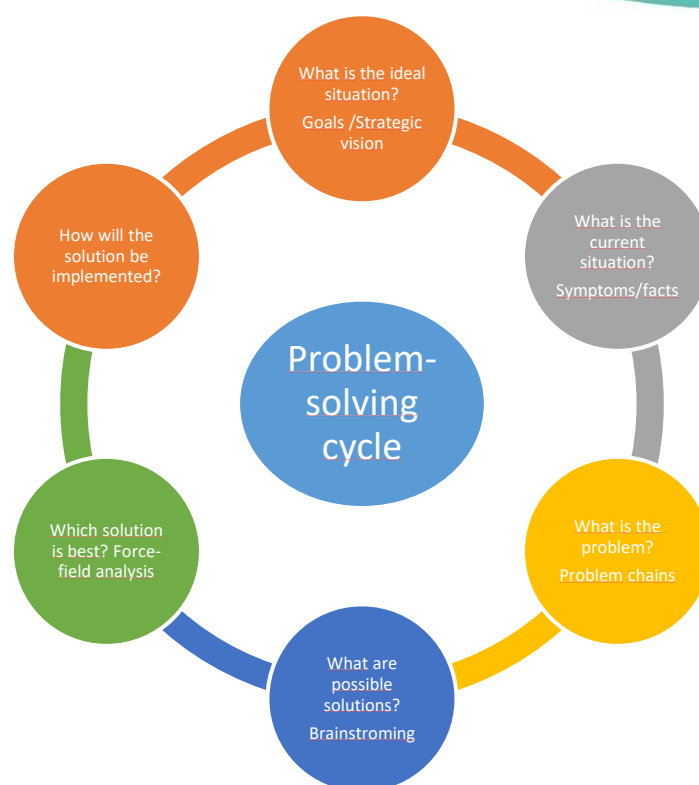 What is the ideal
situation?
Goals /Strategic
vision
What is the
current
situation?
Symptoms/facts
What is the
problem?
Problem chains
What are
possible
solutions?
Brainstroming
Which solution
is best? Force-
field analysis
How will the
solution be
implemented?
Problem-
solving
cycle